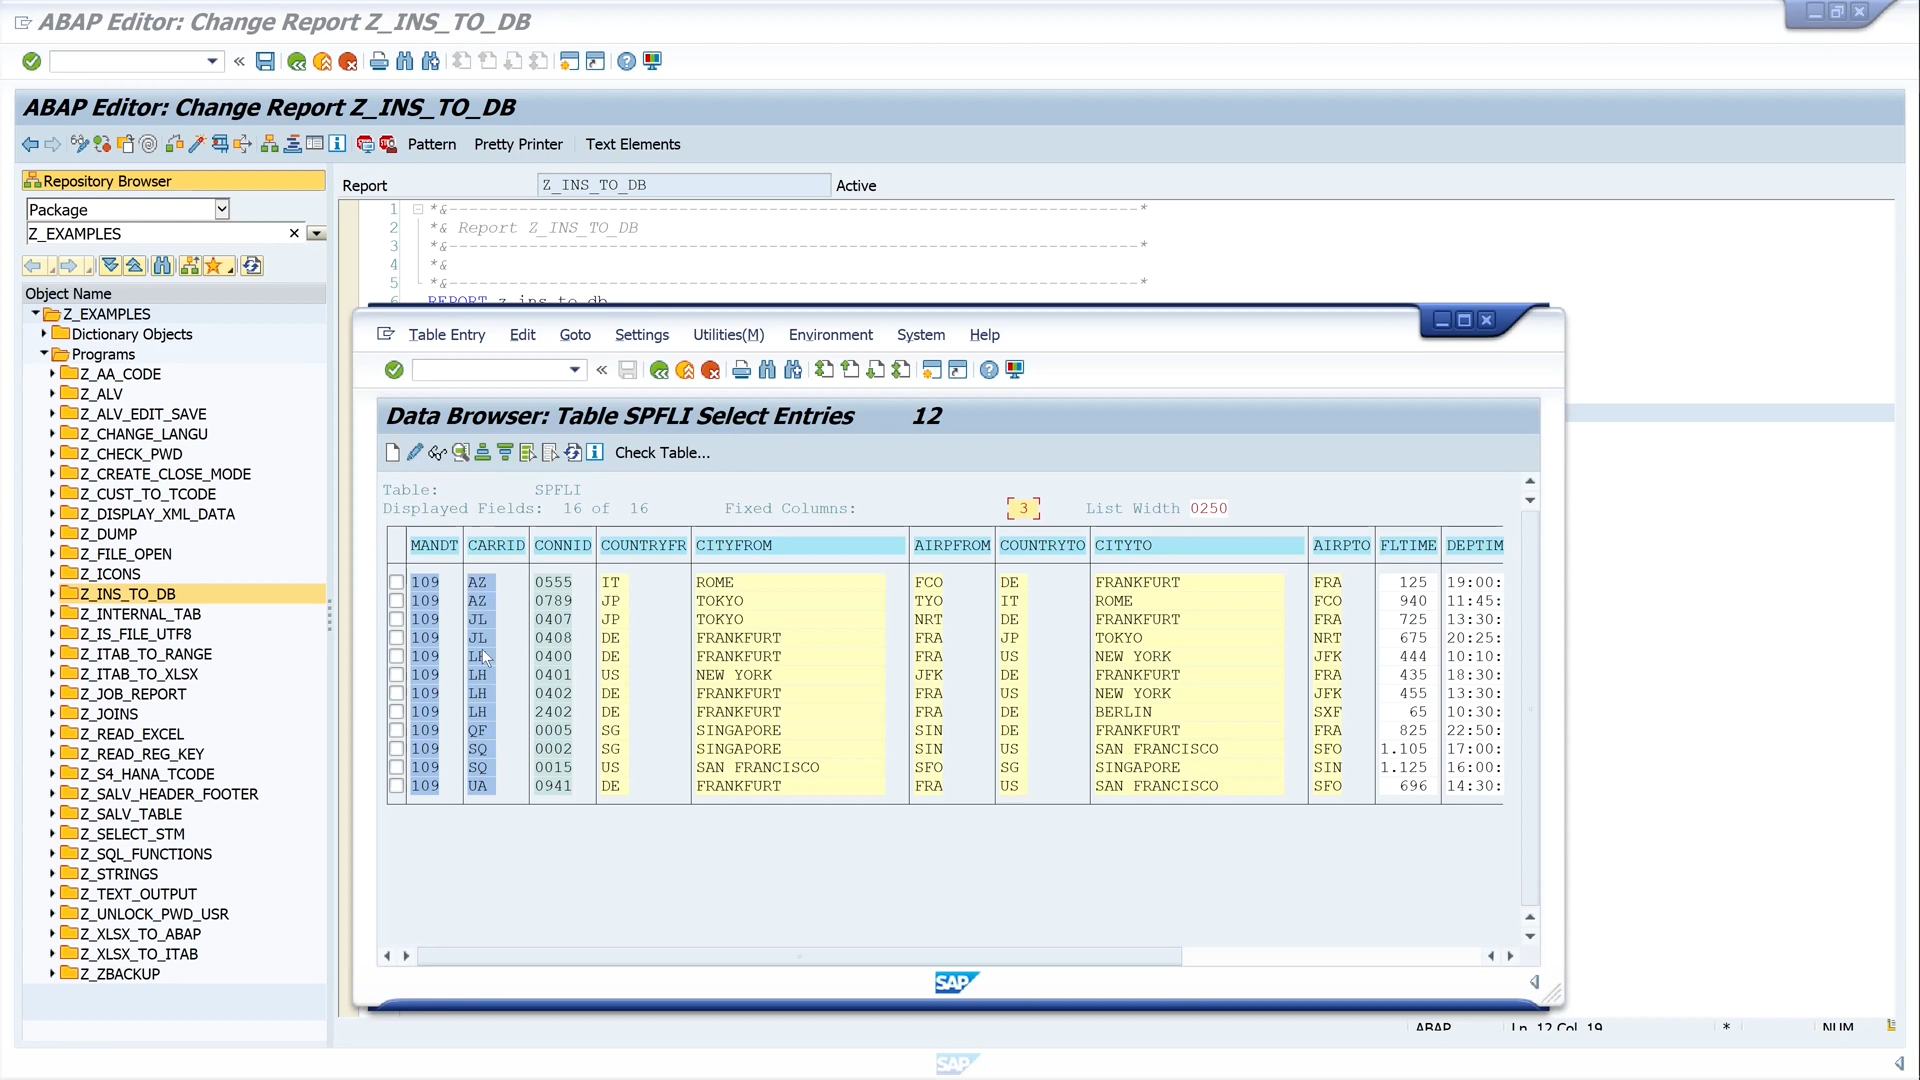 ABAP Editor: Change Report Z_INS_TO_DB
ABAP Editor: Change Report Z_INS_TO_DB
Pattern Pretty Printer Text Elements
Repository Browser
Package
Z_EXAMPLES
Object Name
Z_EXAMPLES
Dictionary Objects
Programs
Z_AA_CODE
Z_ALV
Z_ALV_EDIT_SAVE
Z_CHANGE_LANGU
Z_CHECK_PWD
Z_CREATE_CLOSE_MODE
Z_CUST_TO_TCODE
Z_DISPLAY_XML_DATA
Z_DUMP
Z_FILE_OPEN
Z_ICONS
Z_INS_TO_DB
Z_INTERNAL_TAB
Z_IS_FILE_UTF8
Z_ITAB_TO_RANGE
Z_ITAB_TO_XLSX
Z_JOB_REPORT
Z_JOINS
Z_READ_EXCEL
Z_READ_REG_KEY
Z_S4_HANA_TCODE
Z_SALV_HEADER_FOOTER
Z_SALV_TABLE
Z_SELECT_STM
Z_SQL_FUNCTIONS
Z_STRINGS
Z_TEXT_OUTPUT
Z_UNLOCK_PWD_USR
Z_XLSX_TO_ABAP
Z_XLSX_TO_ITAB
Z_ZBACKUP
Report Z_INS_TO_DB Active
1 *&---------------------------------------------------------------------*
2 *& Report Z_INS_TO_DB
3 *&---------------------------------------------------------------------*
4 *&
5 *&---------------------------------------------------------------------*
6 REPORT z_ins_to_db.
Table Entry Edit Goto Settings Utilities(M) Environment System Help
Data Browser: Table SPFLI Select Entries 12
Check Table...
Table: SPFLI
Displayed Fields: 16 of 16 Fixed Columns: 3 List Width 0250
MANDT CARRID CONNID COUNTRYFR CITYFROM AIRPFROM COUNTRYTO CITYTO AIRPTO FLTIME DEPTIM
109 AZ 0555 IT ROME FCO DE FRANKFURT FRA 125 19:00:
109 AZ 0789 JP TOKYO TYO IT ROME FCO 940 11:45:
109 JL 0407 JP TOKYO NRT DE FRANKFURT FRA 725 13:30:
109 JL 0408 DE FRANKFURT FRA JP TOKYO NRT 675 20:25:
109 LH 0400 DE FRANKFURT FRA US NEW YORK JFK 444 10:10:
109 LH 0401 US NEW YORK JFK DE FRANKFURT FRA 435 18:30:
109 LH 0402 DE FRANKFURT FRA US NEW YORK JFK 455 13:30:
109 LH 2402 DE FRANKFURT FRA DE BERLIN SXF 65 10:30:
109 QF 0005 SG SINGAPORE SIN DE FRANKFURT FRA 825 22:50:
109 SQ 0002 SG SINGAPORE SIN US SAN FRANCISCO SFO 1.105 17:00:
109 SQ 0015 US SAN FRANCISCO SFO SG SINGAPORE SIN 1.125 16:00:
109 UA 0941 DE FRANKFURT FRA US SAN FRANCISCO SFO 696 14:30:
SAP
ABAP Ln 12 Col 19 * NUM
SAP